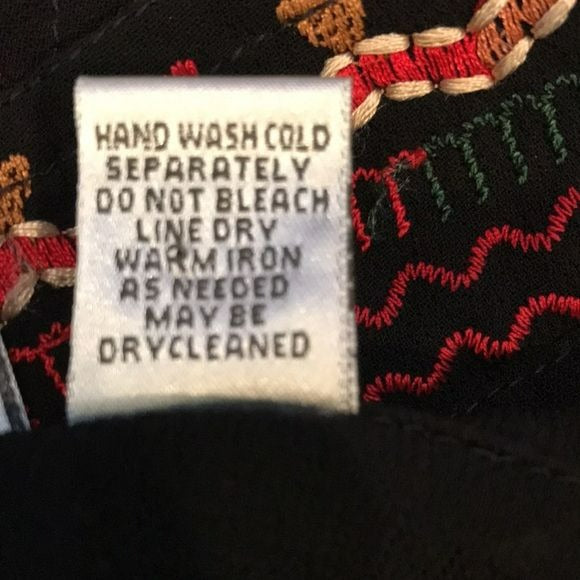 HAND WASH COLD
SEPARATELY
DO NOT BLEACH
LINE DRY
WARM IRON
AS NEEDED
MAY BE
DRYCLEANED